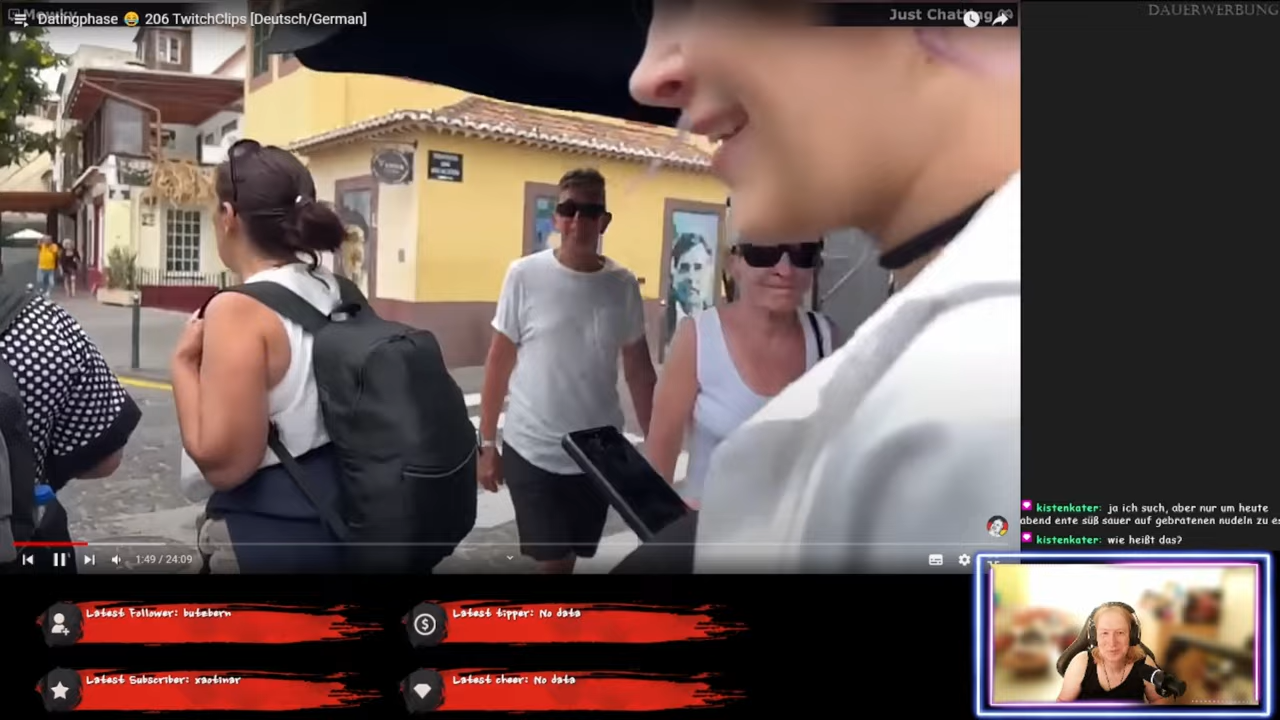 Datingphase 😂 206 TwitchClips [Deutsch/German]
Just Chatting
DAUERWERBUNG
kistenkater: ja ich such, aber nur um heute
abend ente süß sauer auf gebratenen nudeln zu es
kistenkater: wie heißt das?
1:49 / 24:09
Latest Follower: butebern
Latest tipper: No data
Latest Subscriber: xaotinar
Latest cheer: No data